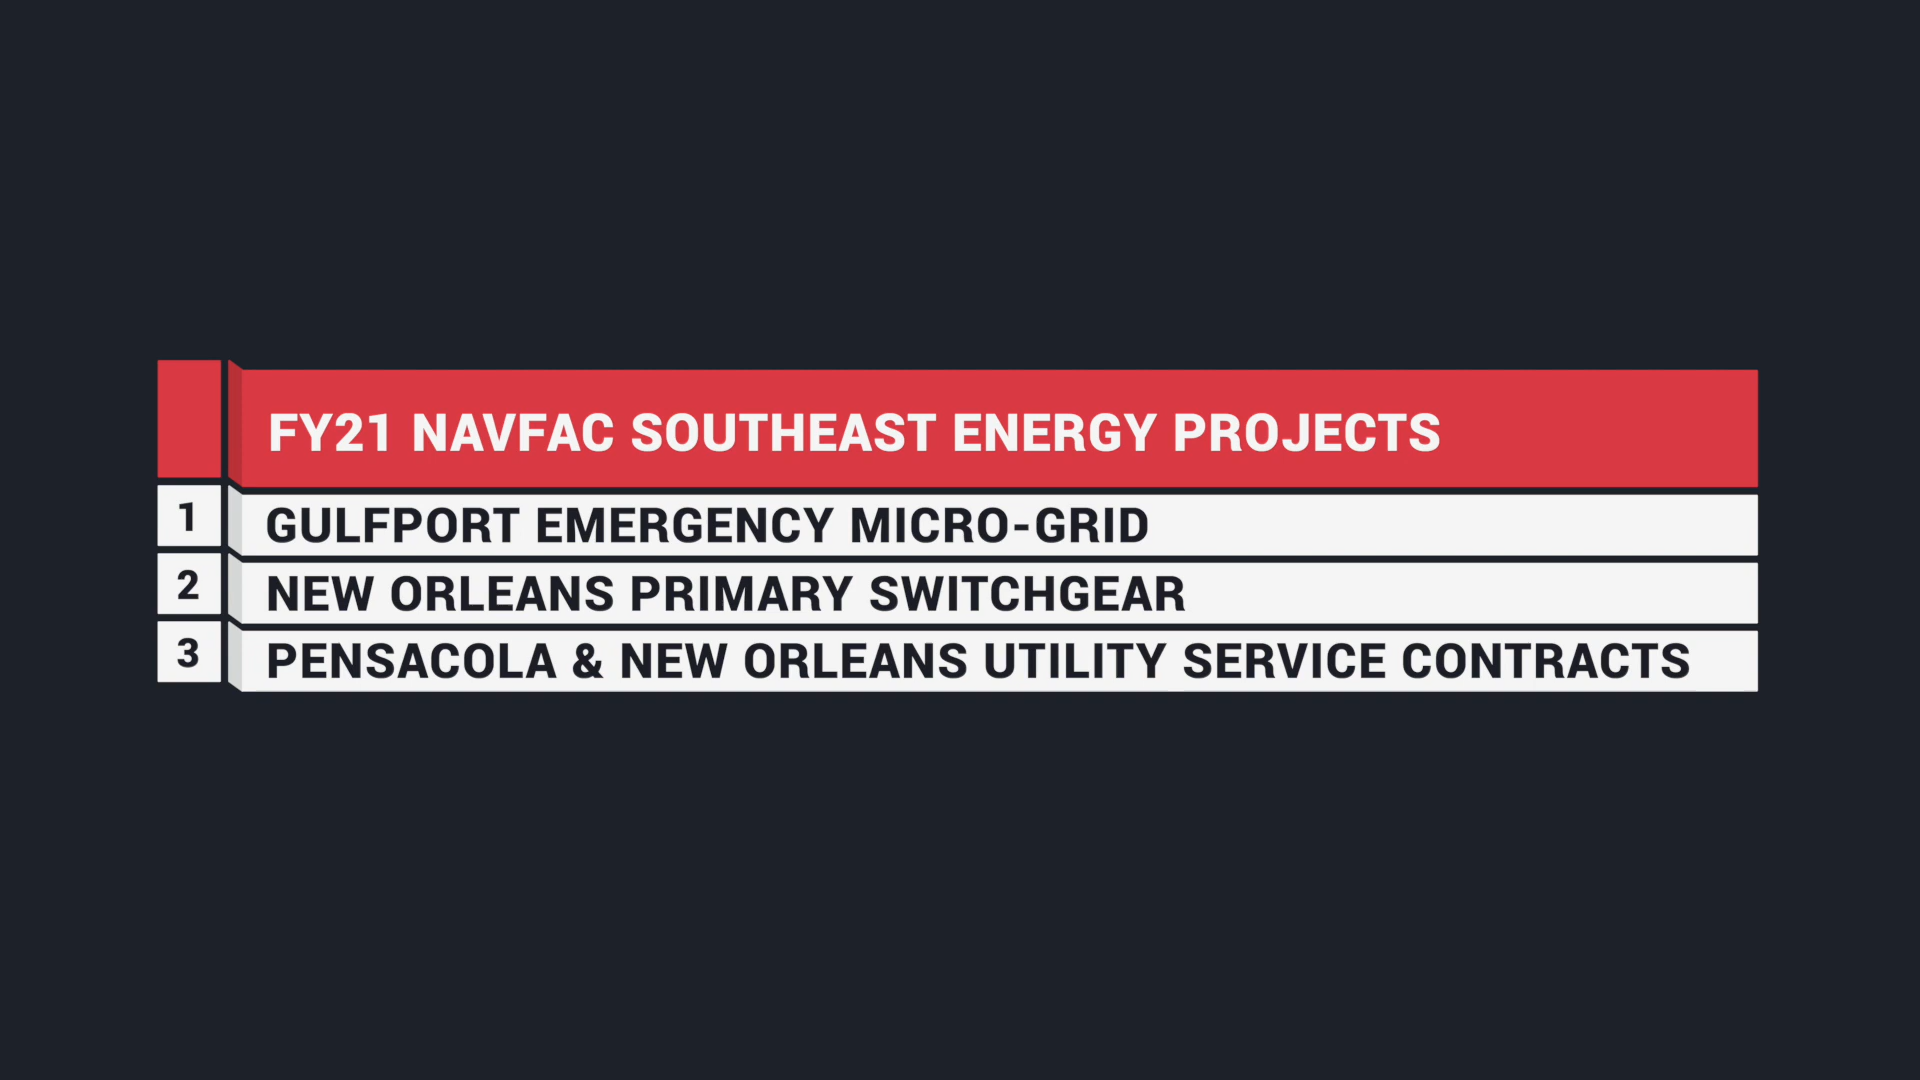 FY21 NAVFAC SOUTHEAST ENERGY PROJECTS
1 GULFPORT EMERGENCY MICRO-GRID
2 NEW ORLEANS PRIMARY SWITCHGEAR
3 PENSACOLA & NEW ORLEANS UTILITY SERVICE CONTRACTS